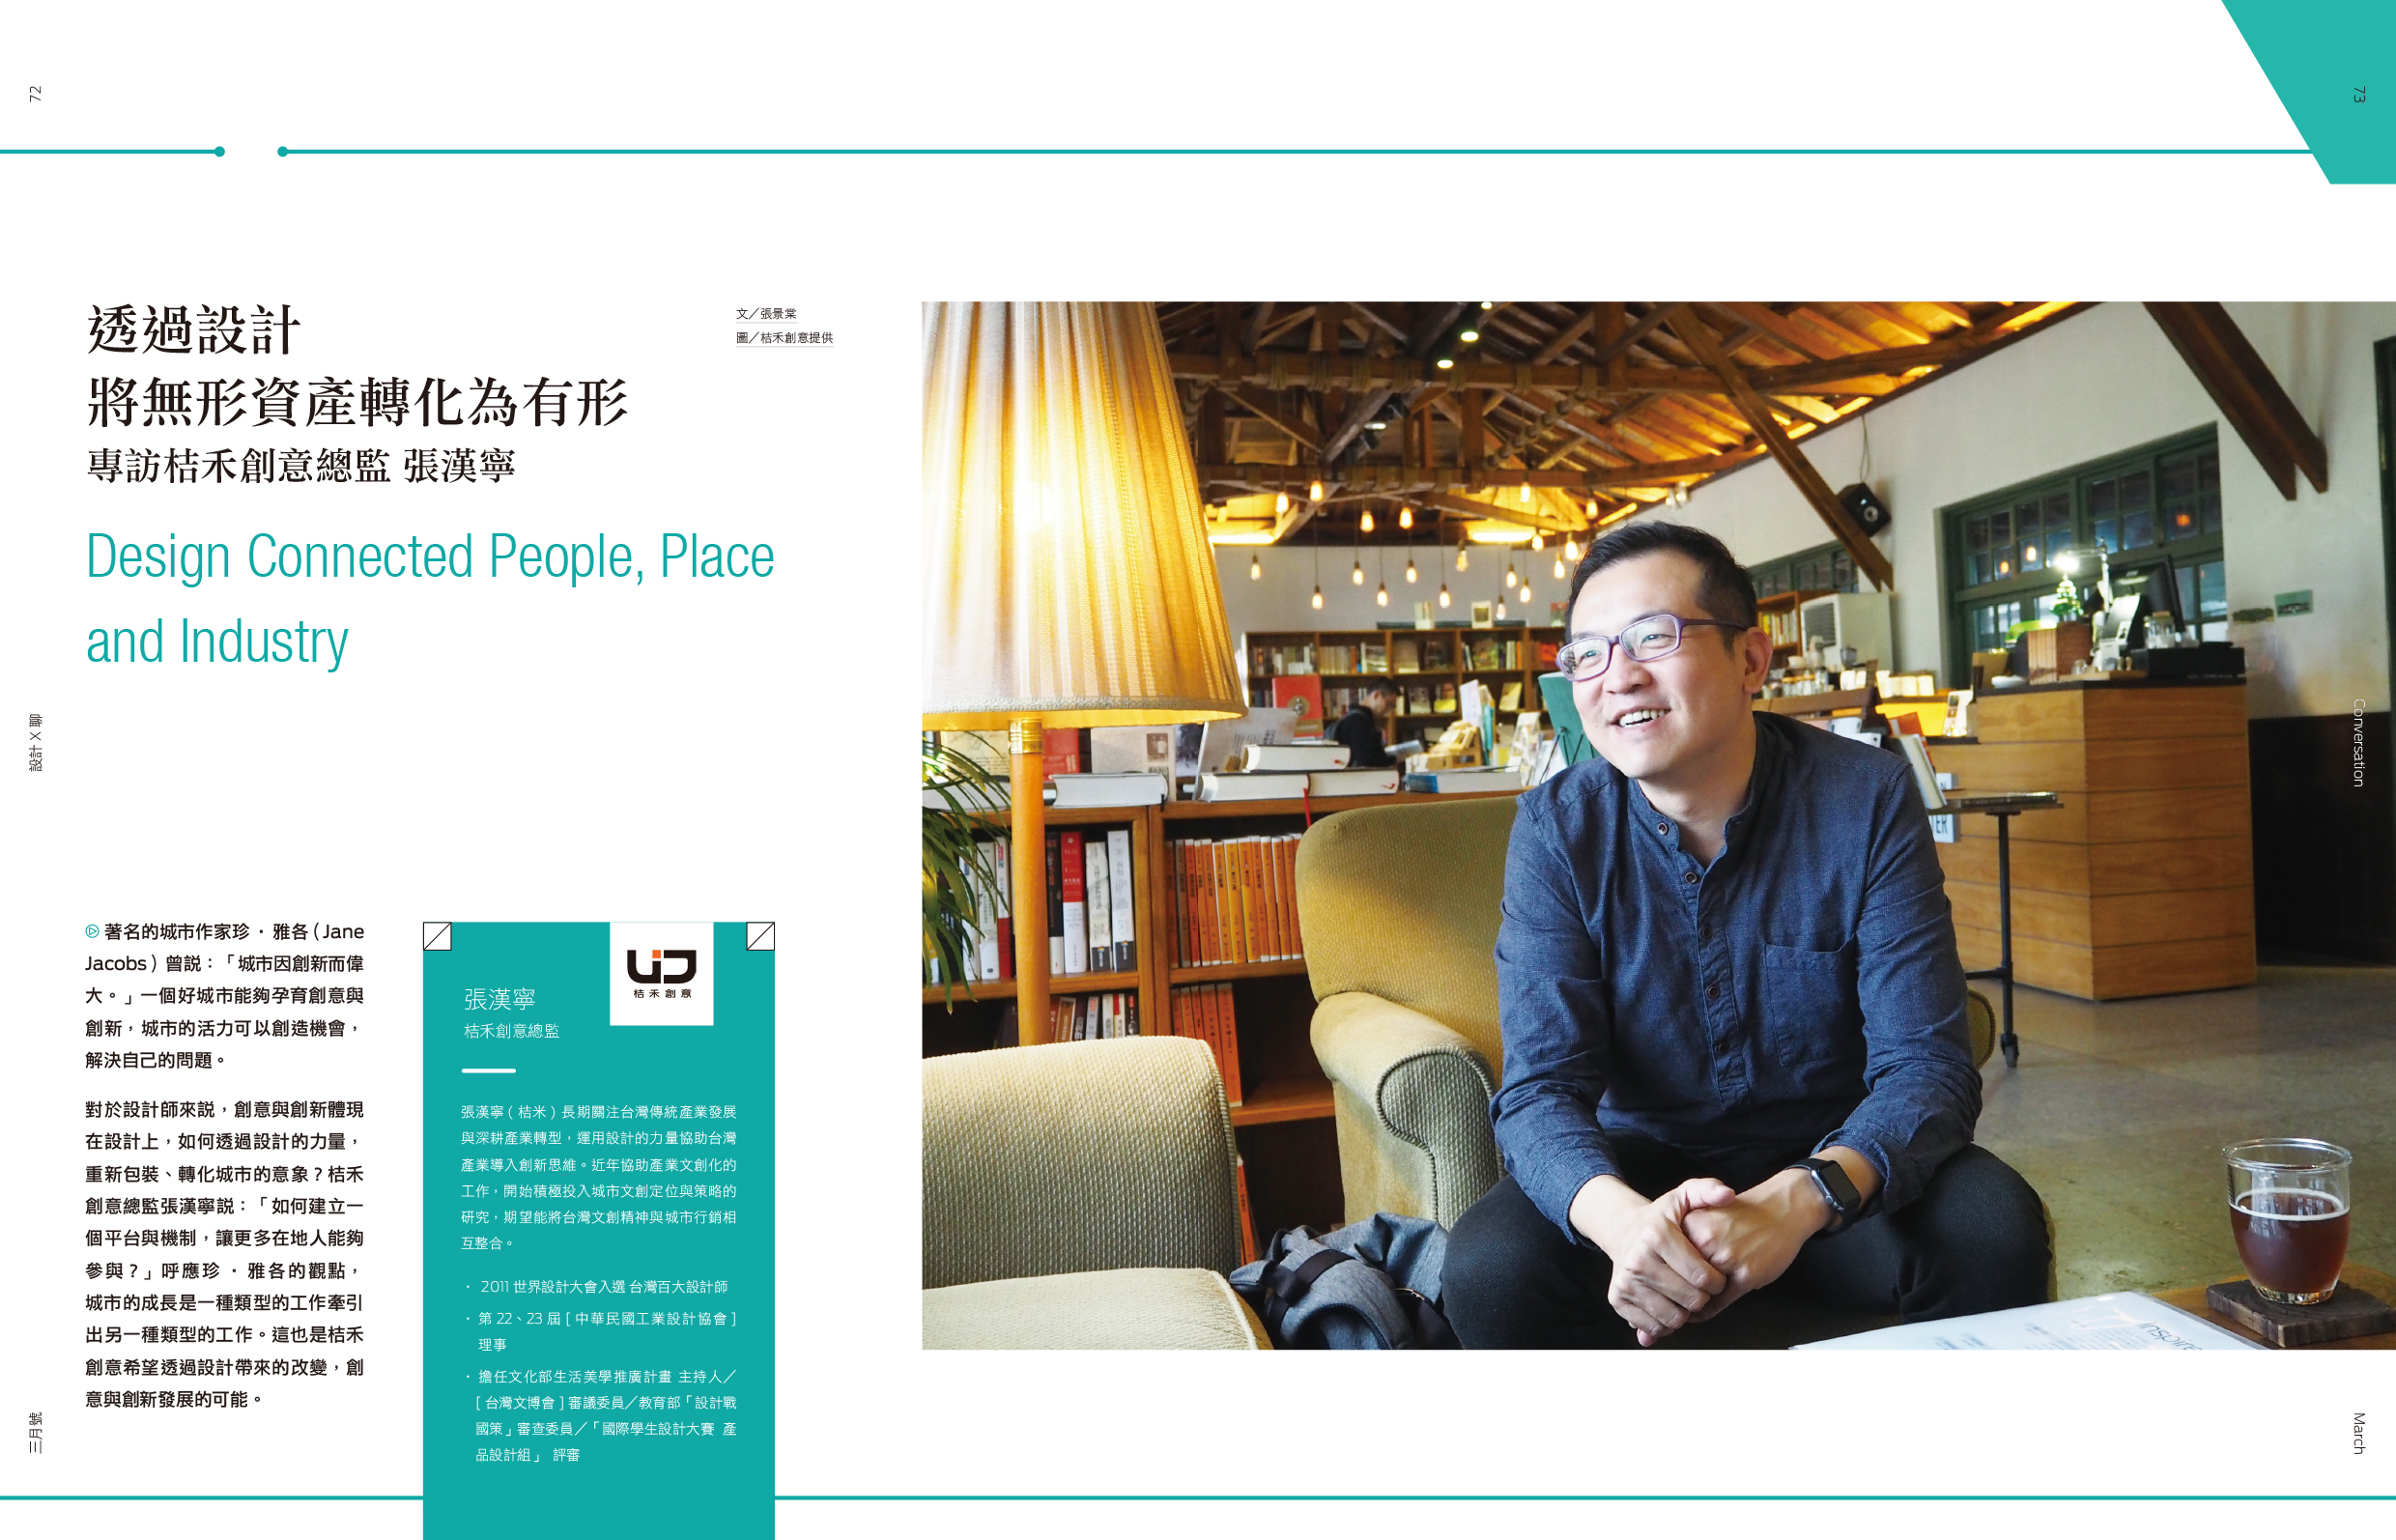 72
73
透過設計
將無形資產轉化為有形
專訪桔禾創意總監 張漢寧
文／張景棠
圖／桔禾創意提供
Design Connected People, Place
and Industry
設計 X 聊
著名的城市作家珍・雅各（Jane
Jacobs）曾說：「城市因創新而偉
大。」一個好城市能夠孕育創意與
創新，城市的活力可以創造機會，
解決自己的問題。
對於設計師來說，創意與創新體現
在設計上，如何透過設計的力量，
重新包裝、轉化城市的意象？桔禾
創意總監張漢寧說：「如何建立一
個平台與機制，讓更多在地人能夠
參與？」呼應珍・雅各的觀點，
城市的成長是一種類型的工作牽引
出另一種類型的工作。這也是桔禾
創意希望透過設計帶來的改變，創
意與創新發展的可能。
三月號
桔禾創意
張漢寧
桔禾創意總監
張漢寧（桔米）長期關注台灣傳統產業發展
與深耕產業轉型，運用設計的力量協助台灣
產業導入創新思維。近年協助產業文創化的
工作，開始積極投入城市文創定位與策略的
研究，期望能將台灣文創精神與城市行銷相
互整合。
・ 2011 世界設計大會入選 台灣百大設計師
・ 第 22、23 屆 [ 中華民國工業設計協會 ]
理事
・ 擔任文化部生活美學推廣計畫 主持人／
[ 台灣文博會 ] 審議委員／教育部「設計戰
國策」審查委員／「國際學生設計大賽 產
品設計組」 評審
Conversation
March